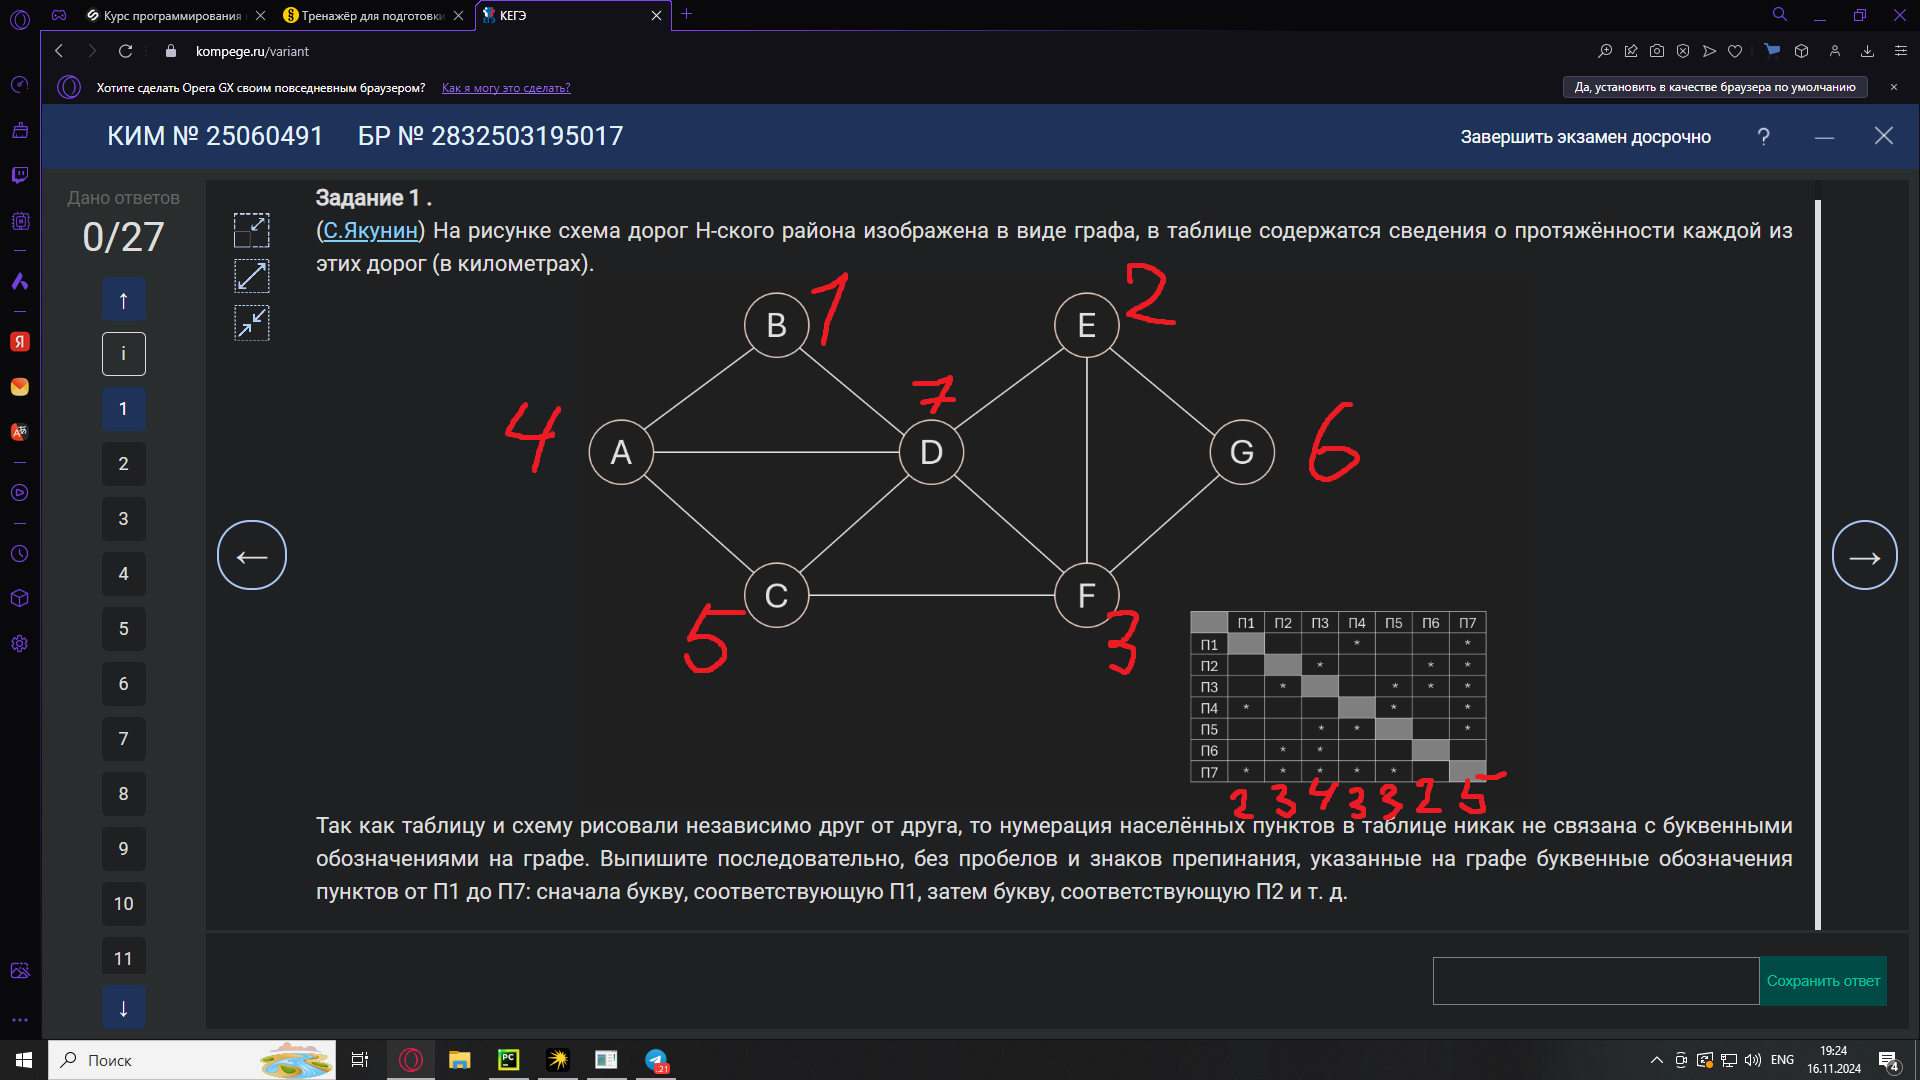 Курс программирования
Тренажёр для подготовки
КЕГЭ
kompege.ru/variant
Хотите сделать Opera GX своим повседневным браузером? Как я могу это сделать?
Да, установить в качестве браузера по умолчанию
КИМ № 25060491 БР № 2832503195017
Завершить экзамен досрочно ?
Дано ответов
0/27
↑
i
1
2
3
4
5
6
7
8
9
10
11
↓
Задание 1 .
(С.Якунин) На рисунке схема дорог Н-ского района изображена в виде графа, в таблице содержатся сведения о протяжённости каждой из
этих дорог (в километрах).
B 1 E 2
4 A 7 D G 6
5 C F 3
П1 П2 П3 П4 П5 П6 П7
П1 * *
П2 * * *
П3 * * * *
П4 * * *
П5 * * *
П6 * *
П7 * * * * *
2 3 4 3 3 2 5
Так как таблицу и схему рисовали независимо друг от друга, то нумерация населённых пунктов в таблице никак не связана с буквенными
обозначениями на графе. Выпишите последовательно, без пробелов и знаков препинания, указанные на графе буквенные обозначения
пунктов от П1 до П7: сначала букву, соответствующую П1, затем букву, соответствующую П2 и т. д.
Сохранить ответ
Поиск
PC
21
ENG
19:24
16.11.2024
4